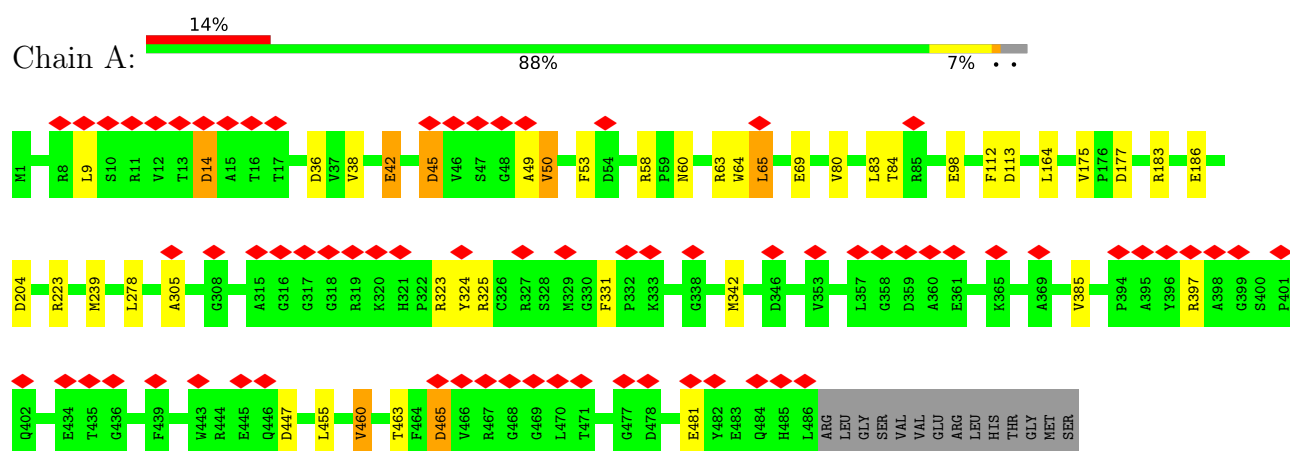 14%
Chain A:
88% 7% • •
M1 R8 L9 S10 R11 V12 T13 D14 A15 T16 T17 D36 V37 V38 E42 D45 V46 S47 G48 A49 V50 F53 D54 R58 P59 N60 R63 W64 L65 E69 V80 L83 T84 R85 E98 F112 D113 L164 V175 P176 D177 R183 E186
D204 R223 M239 L278 A305 G308 A315 G316 G317 G318 R319 K320 H321 P322 R323 Y324 R325 C326 R327 S328 M329 G330 F331 P332 K333 G338 M342 D346 V353 L357 G358 D359 A360 E361 K365 A369 V385 P394 A395 Y396 R397 A398 G399 S400 P401
Q402 E434 T435 G436 F439 W443 R444 E445 Q446 D447 L455 V460 T463 F464 D465 V466 R467 G468 G469 L470 T471 G477 D478 E481 Y482 E483 Q484 H485 L486 ARG LEU GLY SER VAL VAL GLU ARG LEU HIS THR GLY MET SER